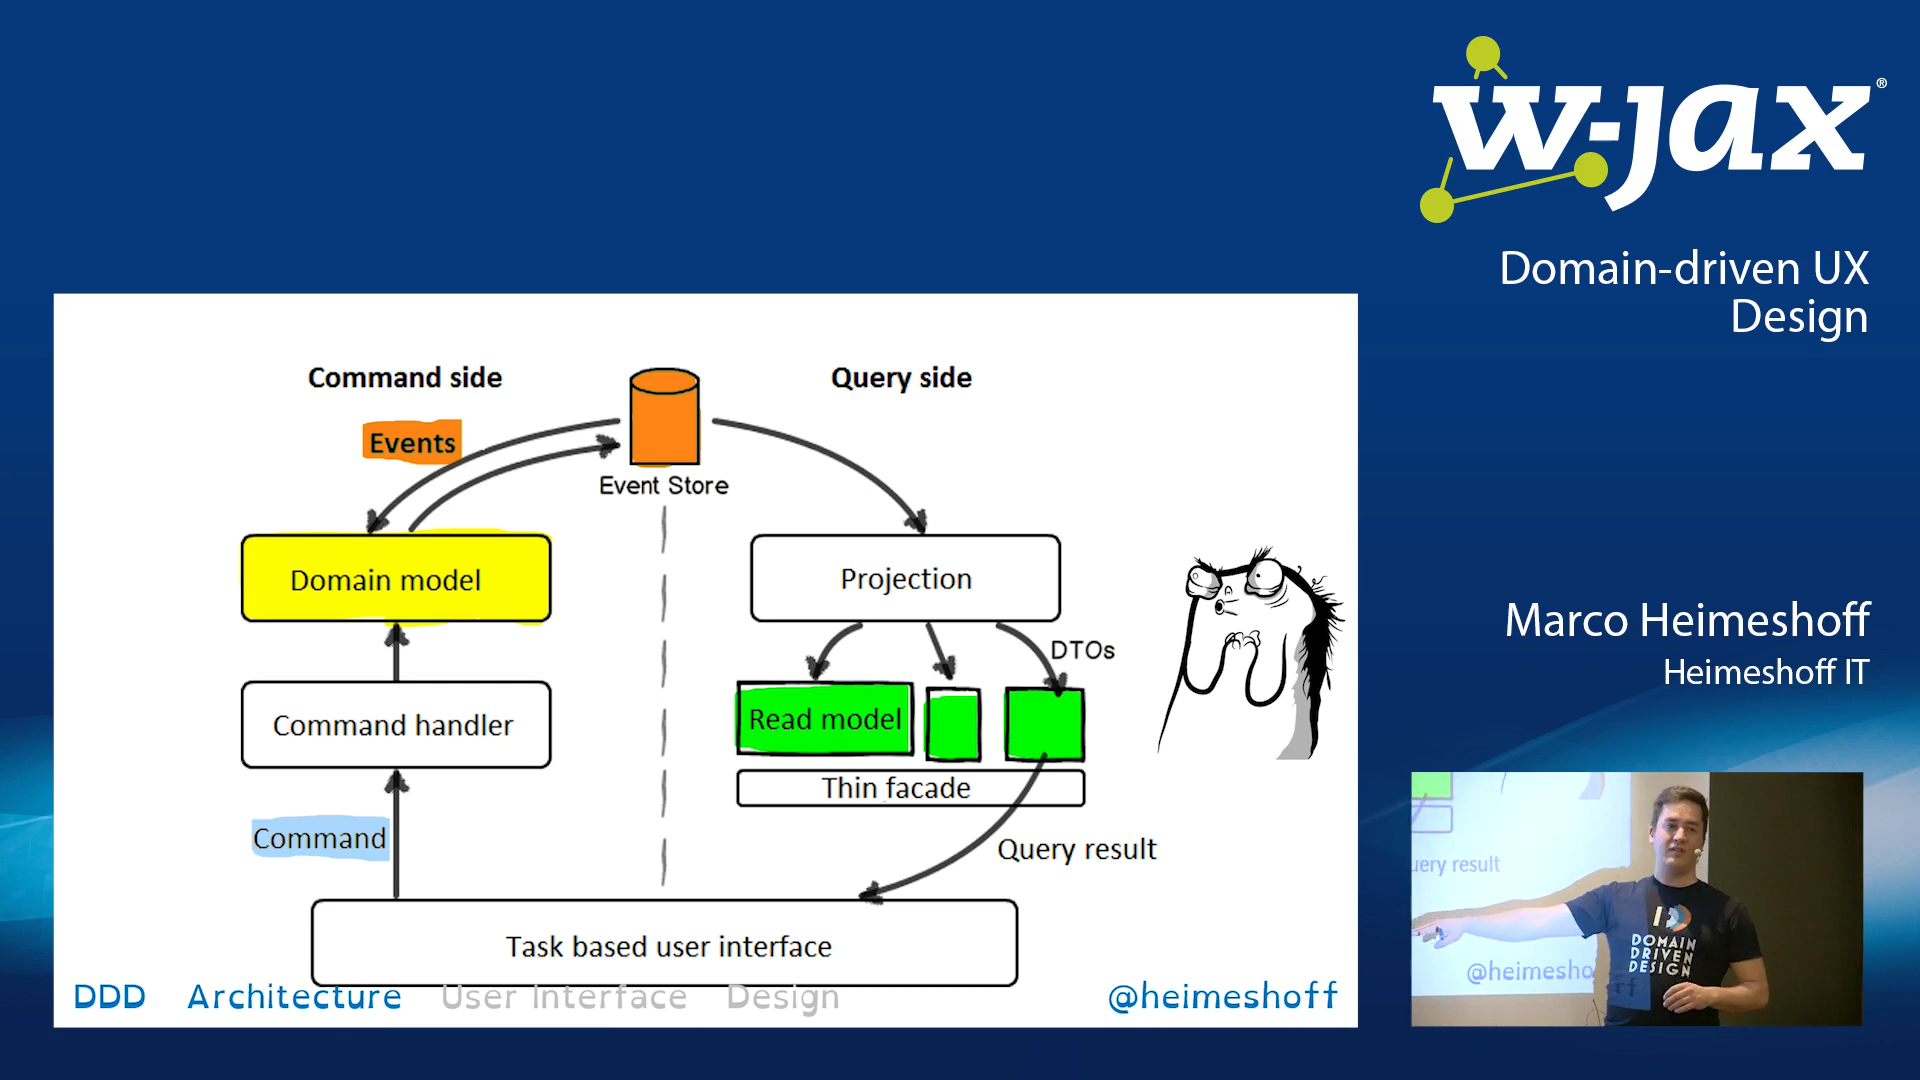 w-jax®
Domain-driven UX
Design
Command side
Query side
Events
Event Store
Domain model
Projection
DTOs
Command handler
Read model
Thin facade
Command
Query result
Task based user interface
DDD Architecture User Interface Design @heimeshoff
Marco Heimeshoff
Heimeshoff IT
uery result
DOMAIN
DRIVEN
DESIGN
@heimesho